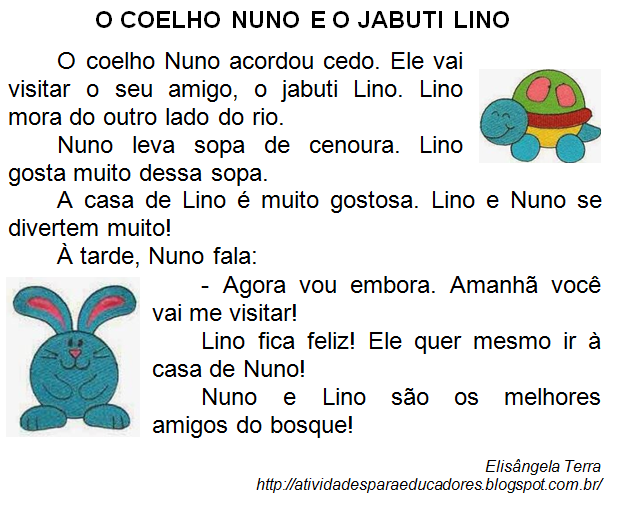 O COELHO NUNO E O JABUTI LINO
O coelho Nuno acordou cedo. Ele vai
visitar o seu amigo, o jabuti Lino. Lino
mora do outro lado do rio.
Nuno leva sopa de cenoura. Lino
gosta muito dessa sopa.
A casa de Lino é muito gostosa. Lino e Nuno se
divertem muito!
À tarde, Nuno fala:
- Agora vou embora. Amanhã você
vai me visitar!
Lino fica feliz! Ele quer mesmo ir à
casa de Nuno!
Nuno e Lino são os melhores
amigos do bosque!
Elisângela Terra
http://atividadesparaeducadores.blogspot.com.br/